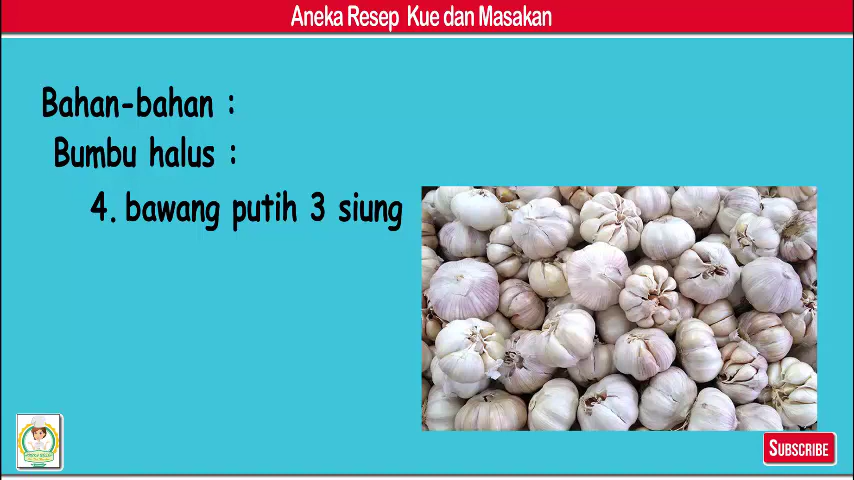 Aneka Resep Kue dan Masakan
Bahan-bahan :
Bumbu halus :
4. bawang putih 3 siung
SUBSCRIBE